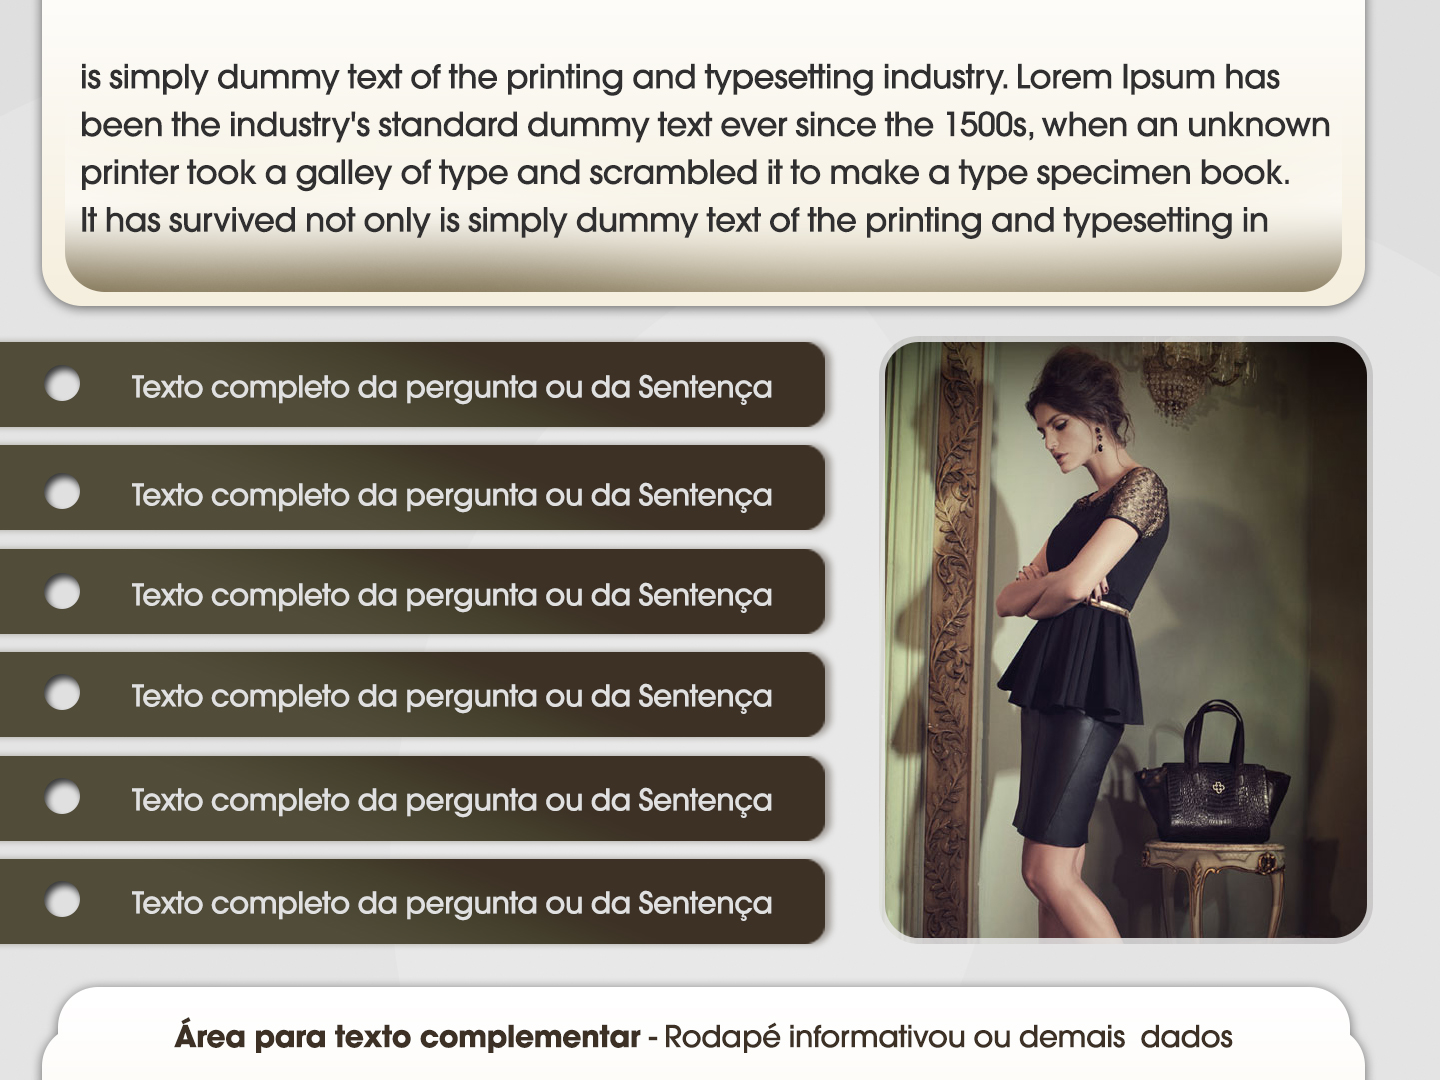 is simply dummy text of the printing and typesetting industry. Lorem Ipsum has
been the industry's standard dummy text ever since the 1500s, when an unknown
printer took a galley of type and scrambled it to make a type specimen book.
It has survived not only is simply dummy text of the printing and typesetting in
Texto completo da pergunta ou da Sentença
Texto completo da pergunta ou da Sentença
Texto completo da pergunta ou da Sentença
Texto completo da pergunta ou da Sentença
Texto completo da pergunta ou da Sentença
Texto completo da pergunta ou da Sentença
Área para texto complementar - Rodapé informativou ou demais  dados